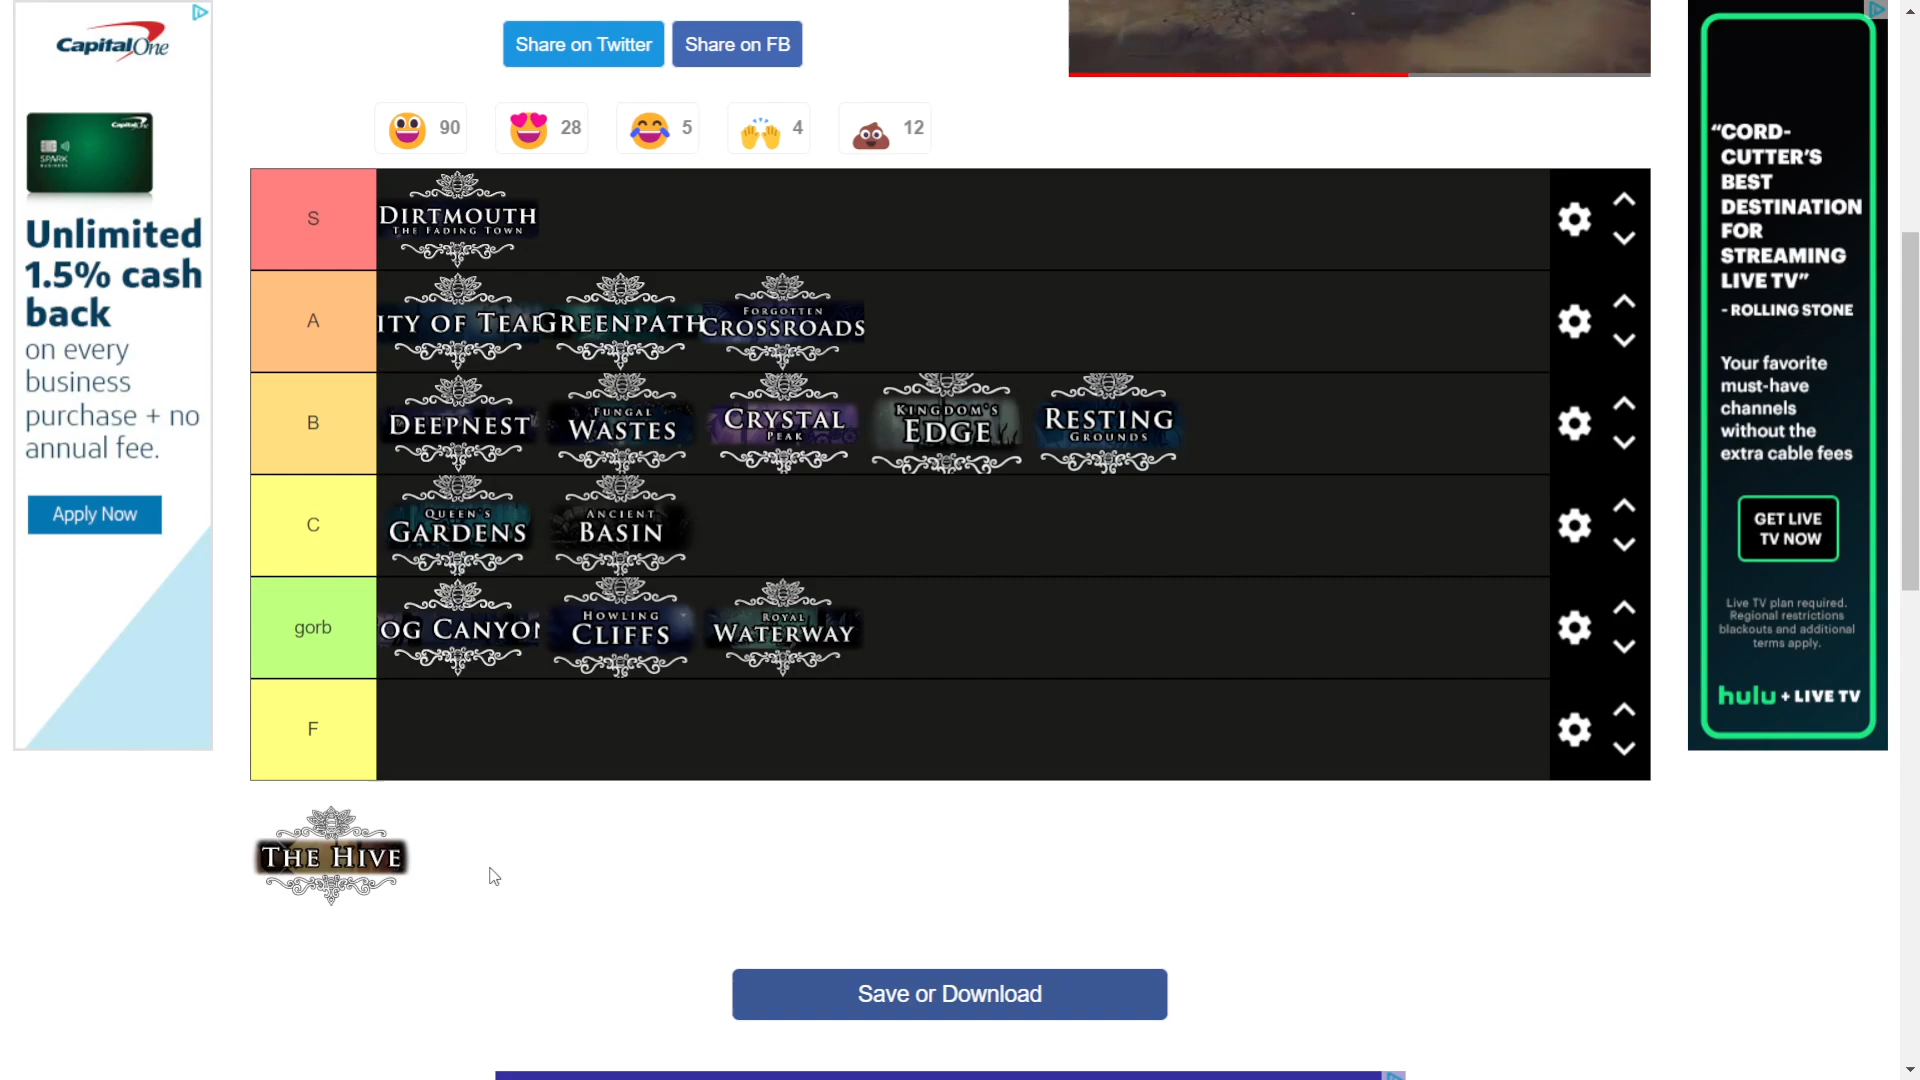 CapitalOne
Capital One
SPARK
BUSINESS
Unlimited
1.5% cash
back
on every
business
purchase + no
annual fee.
Apply Now
Share on Twitter
Share on FB
90
28
5
4
12
S
DIRTMOUTH
THE FADING TOWN
A
ITY OF TEAR
GREENPATH
FORGOTTEN
CROSSROADS
B
DEEPNEST
FUNGAL
WASTES
CRYSTAL
PEAK
KINGDOM'S
EDGE
RESTING
GROUNDS
C
QUEEN'S
GARDENS
ANCIENT
BASIN
gorb
OG CANYON
HOWLING
CLIFFS
ROYAL
WATERWAY
F
THE HIVE
Save or Download
“CORD-
CUTTER’S
BEST
DESTINATION
FOR
STREAMING
LIVE TV”
- ROLLING STONE
Your favorite
must-have
channels
without the
extra cable fees
GET LIVE
TV NOW
Live TV plan required.
Regional restrictions
blackouts and additional
terms apply.
hulu + LIVE TV